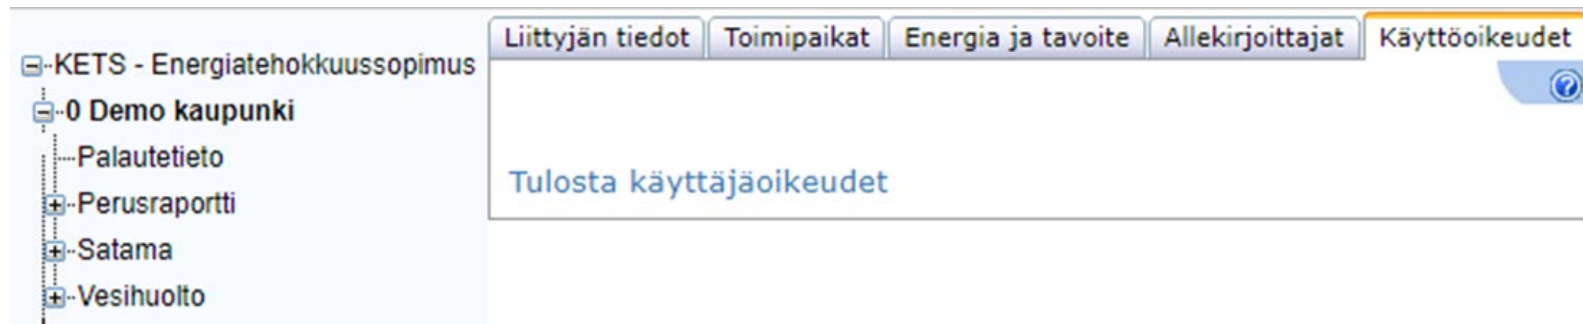 KETS - Energiatehokkuussopimus
0 Demo kaupunki
Palautetieto
Perusraportti
Satama
Vesihuolto
Liittyjän tiedot Toimipaikat Energia ja tavoite Allekirjoittajat Käyttöoikeudet
?
Tulosta käyttäjäoikeudet